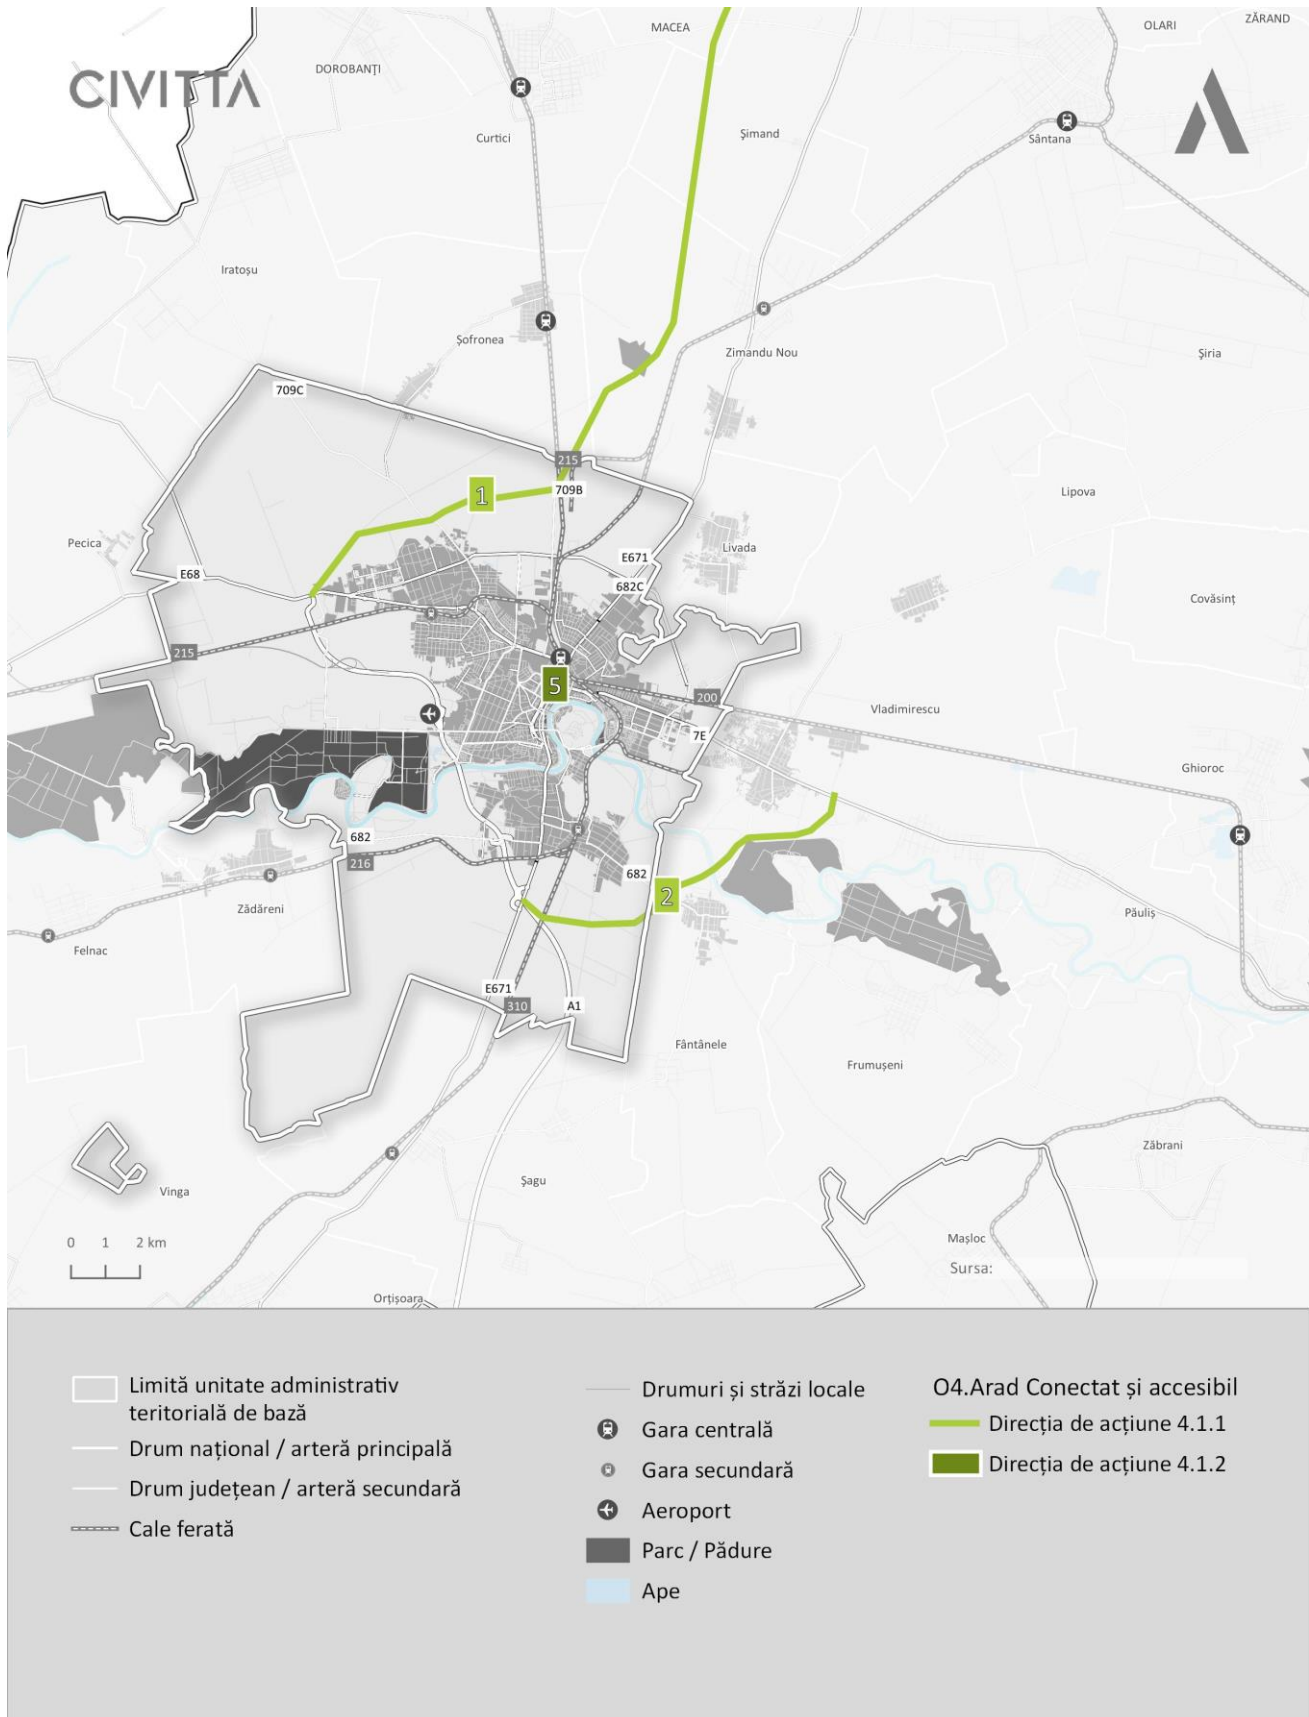 MACEA
OLARI
ZĂRAND
DOROBANȚI
CIVITTA
Curtici
Șimand
Sântana
Iratoșu
Șofronea
Zimandu Nou
Șiria
709C
215
1
709B
Lipova
Pecica
E671
Livada
E68
682C
Covăsinț
215
5
200
Vladimirescu
7E
Ghioroc
682
216
682
2
Zădăreni
Păuliș
Felnac
E671
310
A1
Fântânele
Frumușeni
Zăbrani
Șagu
Vinga
Mașloc
0 1 2 km
Sursa:
Orțișoara
Limită unitate administrativ
teritorială de bază
Drum național / arteră principală
Drum județean / arteră secundară
Cale ferată
Drumuri și străzi locale
Gara centrală
Gara secundară
Aeroport
Parc / Pădure
Ape
O4.Arad Conectat și accesibil
Direcția de acțiune 4.1.1
Direcția de acțiune 4.1.2